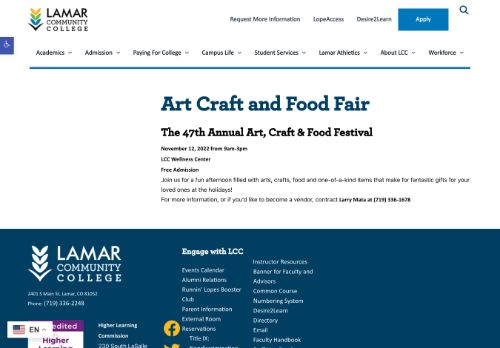 LAMAR
COMMUNITY
COLLEGE
Request More Information LopeAccess Desire2Learn Apply
Academics Admission Paying For College Campus Life Student Services Lamar Athletics About LCC Workforce
Art Craft and Food Fair
The 47th Annual Art, Craft & Food Festival
November 12, 2022 from 9am-3pm
LCC Wellness Center
Free Admission
Join us for a fun afternoon filled with arts, crafts, food and one-of-a-kind items that make for fantastic gifts for your
loved ones at the holidays!
For more information, or if you'd like to become a vendor, contract Larry Mata at (719) 336-1678
LAMAR
COMMUNITY
COLLEGE
2401 S Main St, Lamar, CO 81052
Phone: (719) 336-2248
edited
Higher
Learning
Higher Learning
Commission
230 South LaSalle
EN
Engage with LCC
Events Calendar
Alumni Relations
Runnin' Lopes Booster
Club
Parent Information
External Room
Reservations
Title IX:
Nondiscrimination
Instructor Resources
Banner for Faculty and
Advisors
Common Course
Numbering System
Desire2Learn
Directory
Email
Faculty Handbook